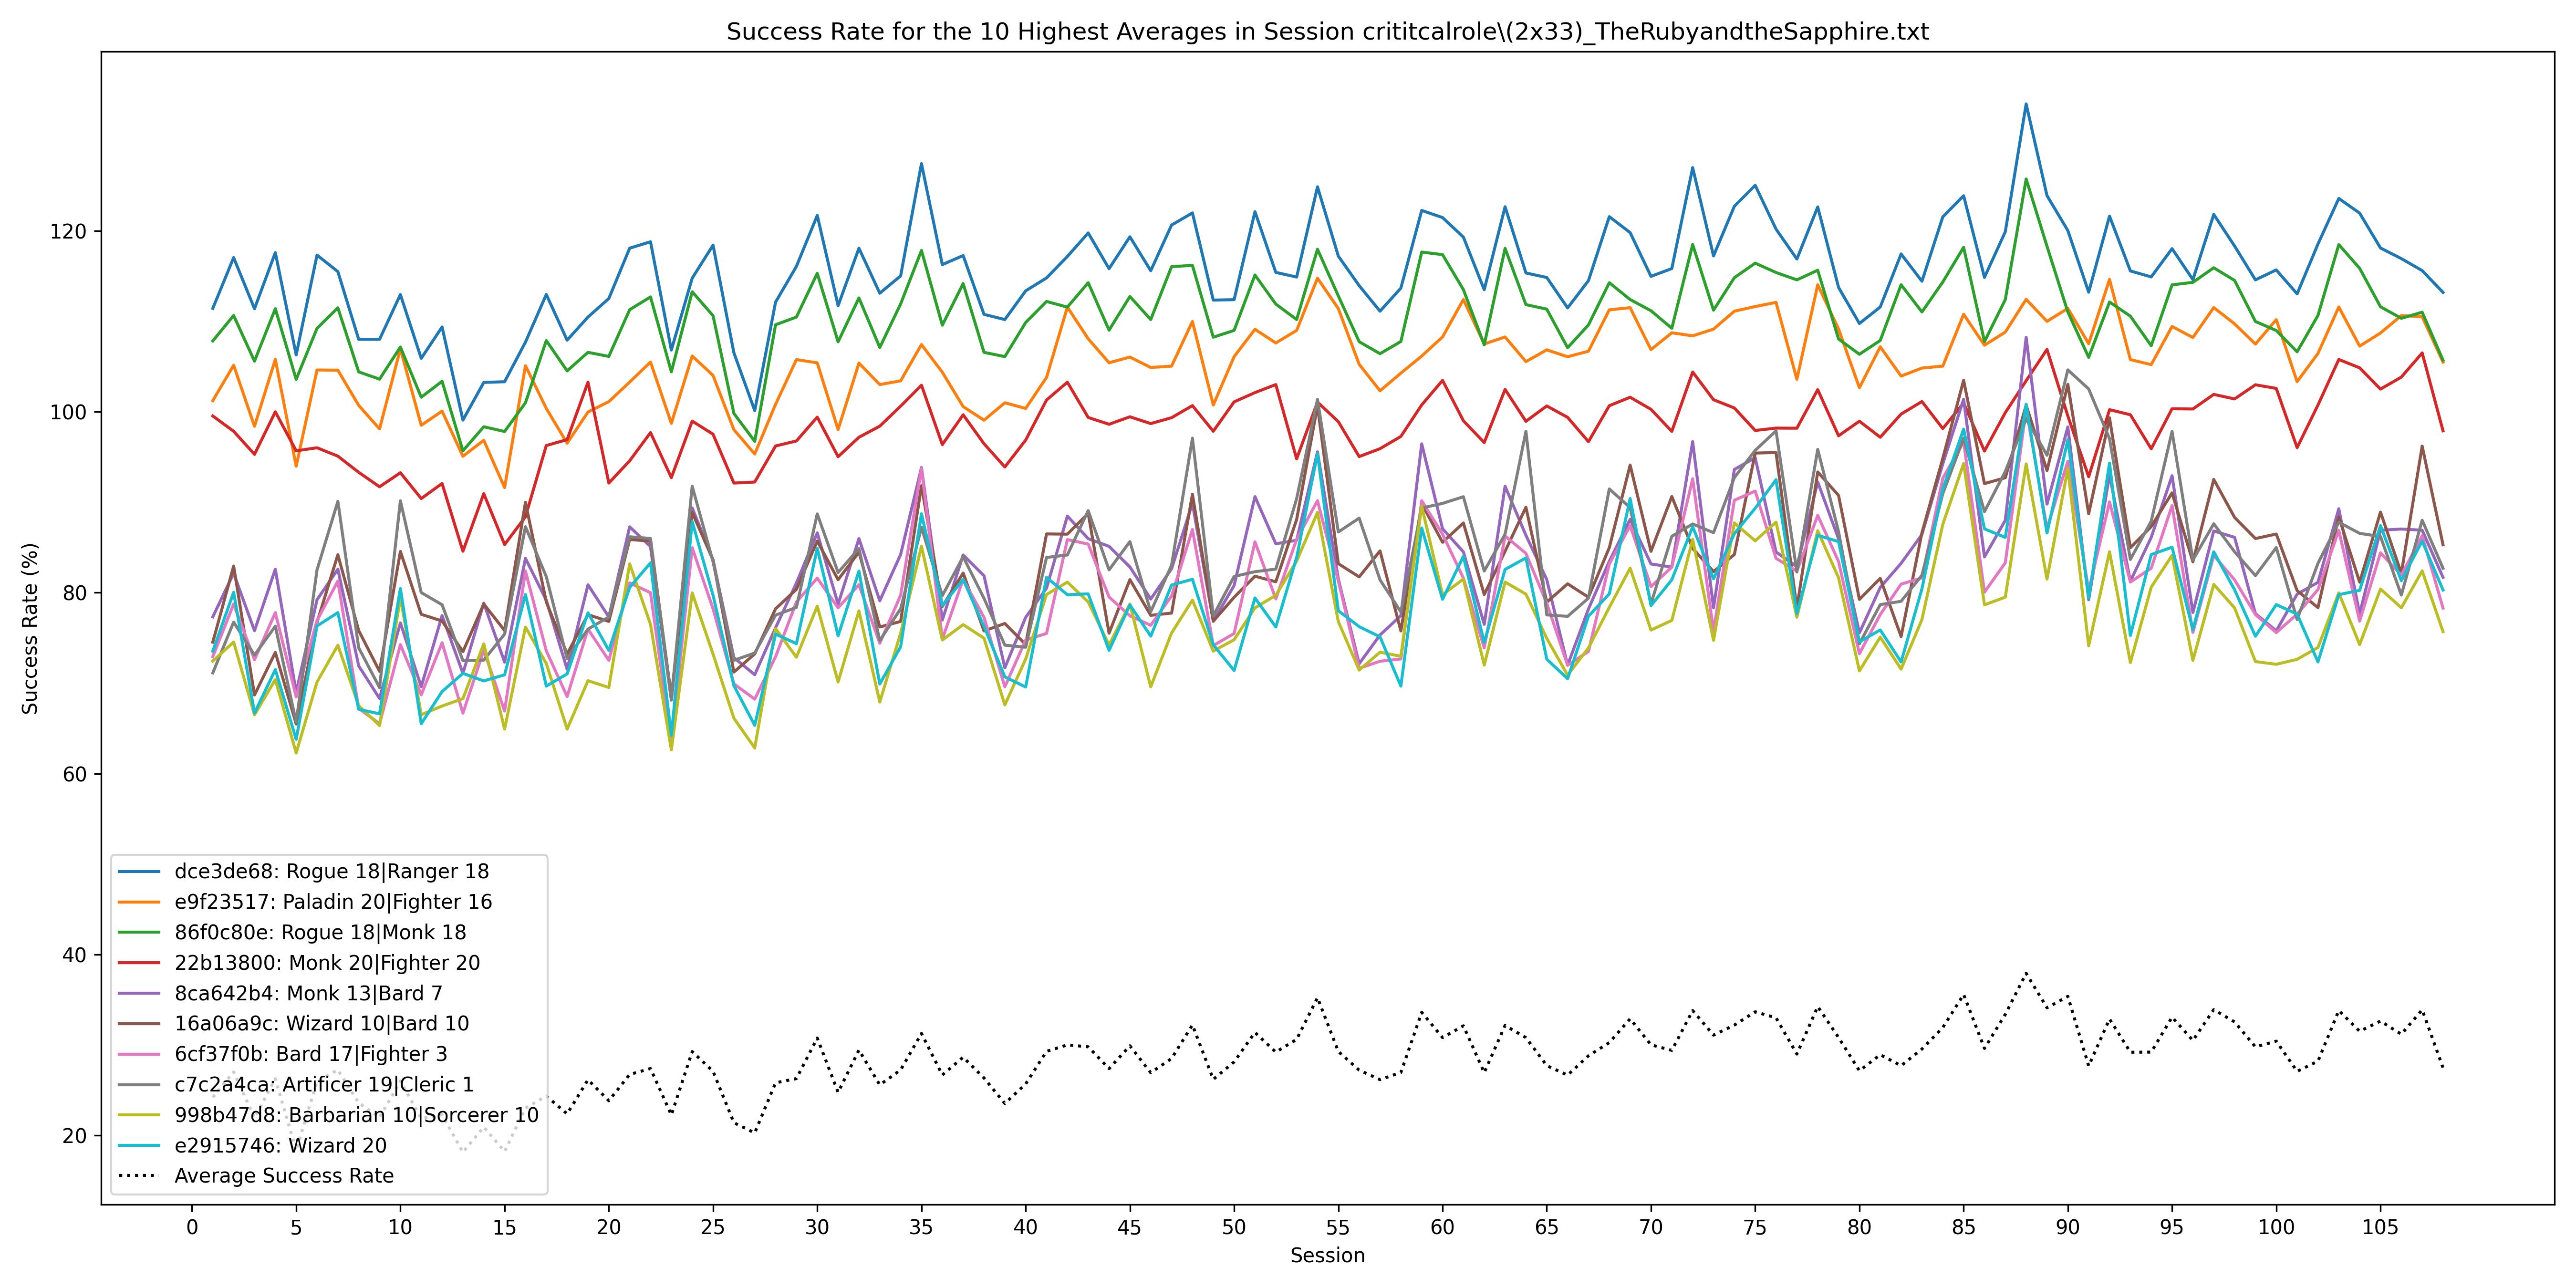 Success Rate for the 10 Highest Averages in Session crititcalrole\(2x33)_TheRubyandtheSapphire.txt
120
100
80
60
40
20
Success Rate (%)
dce3de68: Rogue 18|Ranger 18
e9f23517: Paladin 20|Fighter 16
86f0c80e: Rogue 18|Monk 18
22b13800: Monk 20|Fighter 20
8ca642b4: Monk 13|Bard 7
16a06a9c: Wizard 10|Bard 10
6cf37f0b: Bard 17|Fighter 3
c7c2a4ca: Artificer 19|Cleric 1
998b47d8: Barbarian 10|Sorcerer 10
e2915746: Wizard 20
Average Success Rate
0 5 10 15 20 25 30 35 40 45 50 55 60 65 70 75 80 85 90 95 100 105
Session